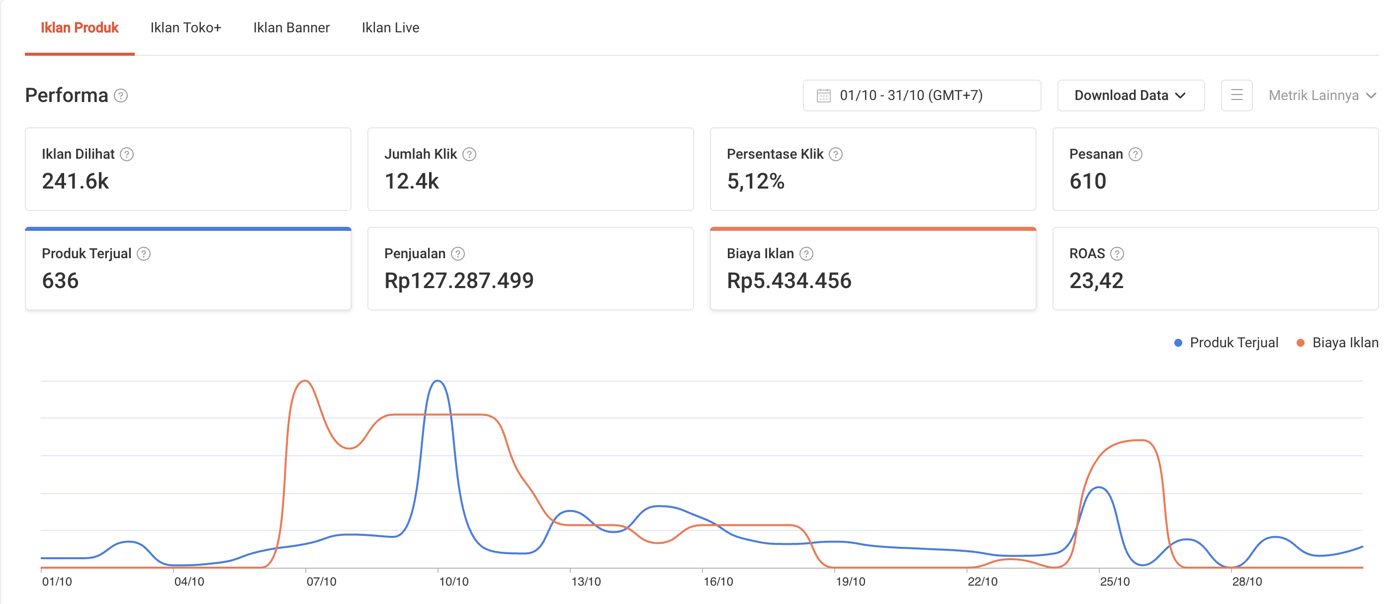 Iklan Produk Iklan Toko+ Iklan Banner Iklan Live
Performa ? 01/10 - 31/10 (GMT+7) Download Data Metrik Lainnya
Iklan Dilihat ? Jumlah Klik ? Persentase Klik ? Pesanan ?
241.6k 12.4k 5,12% 610
Produk Terjual ? Penjualan ? Biaya Iklan ? ROAS ?
636 Rp127.287.499 Rp5.434.456 23,42
Produk Terjual Biaya Iklan
01/10 04/10 07/10 10/10 13/10 16/10 19/10 22/10 25/10 28/10